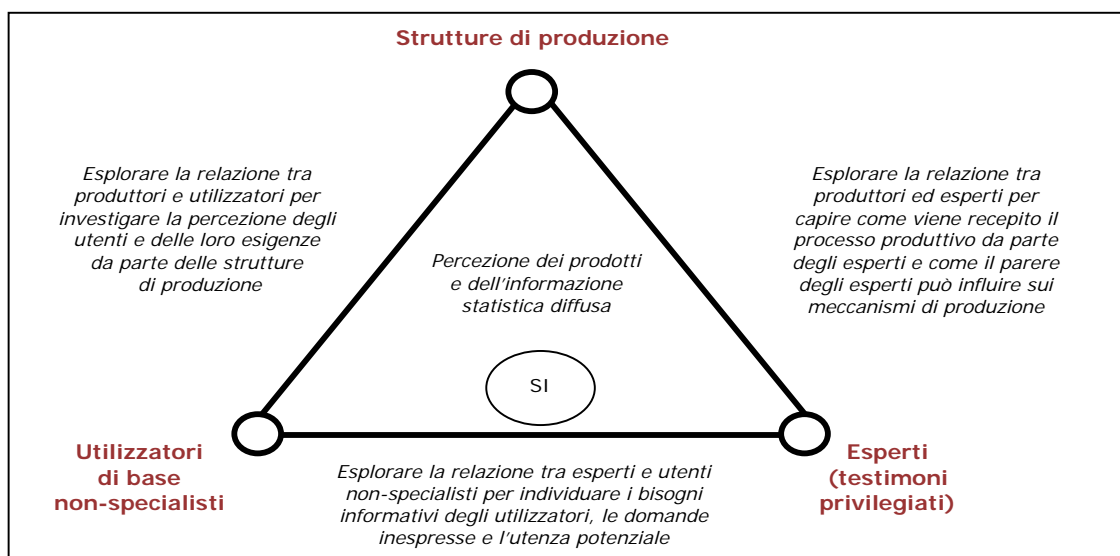 Strutture di produzione
Esplorare la relazione tra
produttori e utilizzatori per
investigare la percezione degli
utenti e delle loro esigenze
da parte delle strutture
di produzione
Esplorare la relazione tra
produttori ed esperti per
capire come viene recepito il
processo produttivo da parte
degli esperti e come il parere
degli esperti può influire sui
meccanismi di produzione
Percezione dei prodotti
e dell'informazione
statistica diffusa
SI
Utilizzatori
di base
non-specialisti
Esplorare la relazione tra esperti e utenti
non-specialisti per individuare i bisogni
informativi degli utilizzatori, le domande
inespresse e l'utenza potenziale
Esperti
(testimoni
privilegiati)